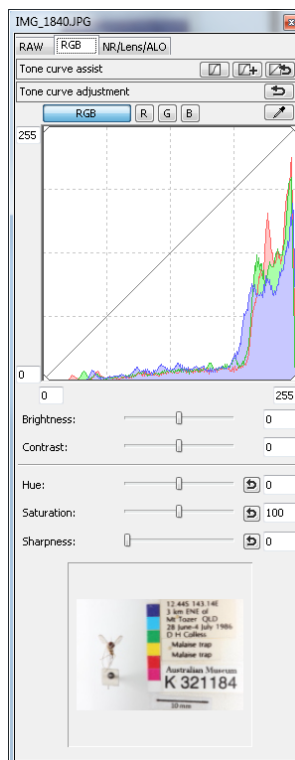 IMG_1840.JPG
RAW RGB NR/Lens/ALO
Tone curve assist
Tone curve adjustment
RGB R G B
255
0
0 255
Brightness: 0
Contrast: 0
Hue: 0
Saturation: 100
Sharpness: 0
12.445 143.14E
3 km ENE of
Mt Tozer QLD
28 June-4 July 1986
D H Colless
Malaise trap
Malaise trap
Australian Museum
K 321184
10 mm